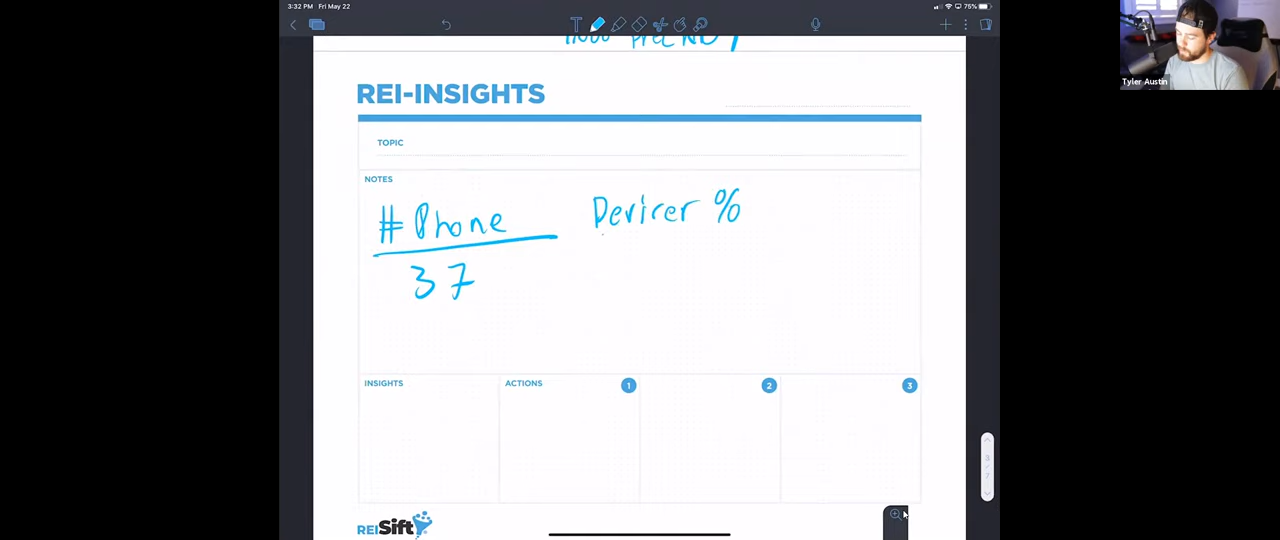 3:32 PM Fri May 22
75%
REI-INSIGHTS
TOPIC
NOTES
# Phone
Devicer %
37
INSIGHTS
ACTIONS
1
2
3
REISift
Tyler Austin